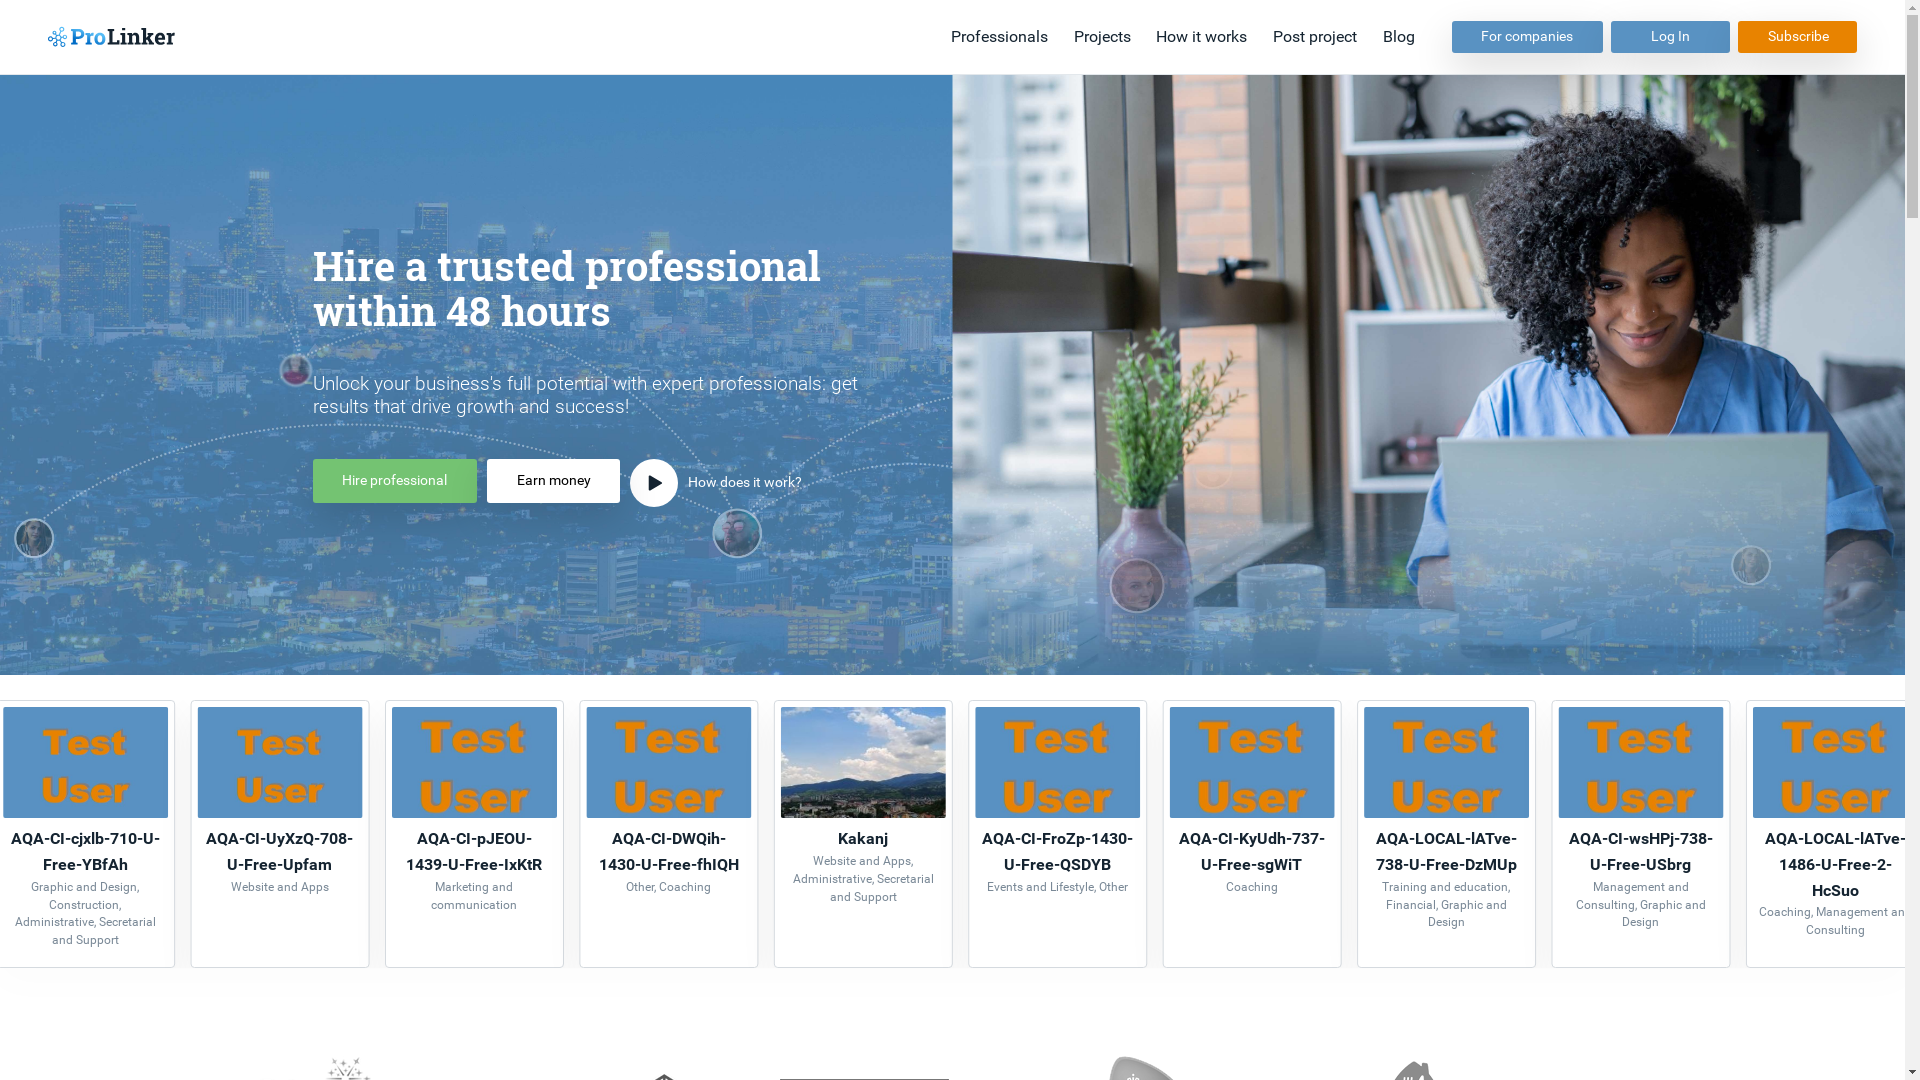 ProLinker
Professionals
Projects
How it works
Post project
Blog
For companies
Log In
Subscribe
Hire a trusted professional
within 48 hours
Unlock your business's full potential with expert professionals: get
results that drive growth and success!
Hire professional
Earn money
How does it work?
Test
User
AQA-CI-cjxlb-710-U-
Free-YBfAh
Graphic and Design,
Construction,
Administrative, Secretarial
and Support
Test
User
AQA-CI-UyXzQ-708-
U-Free-Upfam
Website and Apps
Test
User
AQA-CI-pJEOU-
1439-U-Free-IxKtR
Marketing and
communication
Test
User
AQA-CI-DWQih-
1430-U-Free-fhIQH
Other, Coaching
Kakanj
Website and Apps,
Administrative, Secretarial
and Support
Test
User
AQA-CI-FroZp-1430-
U-Free-QSDYB
Events and Lifestyle, Other
Test
User
AQA-CI-KyUdh-737-
U-Free-sgWiT
Coaching
Test
User
AQA-LOCAL-lATve-
738-U-Free-DzMUp
Training and education,
Financial, Graphic and
Design
Test
User
AQA-CI-wsHPj-738-
U-Free-USbrg
Management and
Consulting, Graphic and
Design
Test
User
AQA-LOCAL-lATve-
1486-U-Free-2-
HcSuo
Coaching, Management an
Consulting